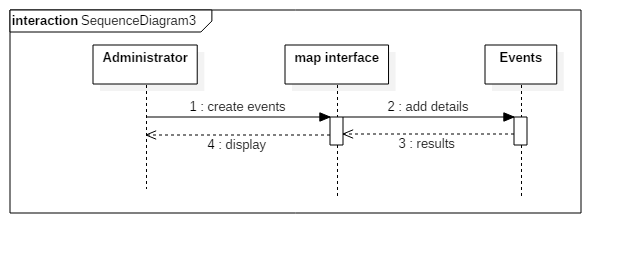 interaction SequenceDiagram3
Administrator
map interface
Events
1 : create events
2 : add details
4 : display
3 : results